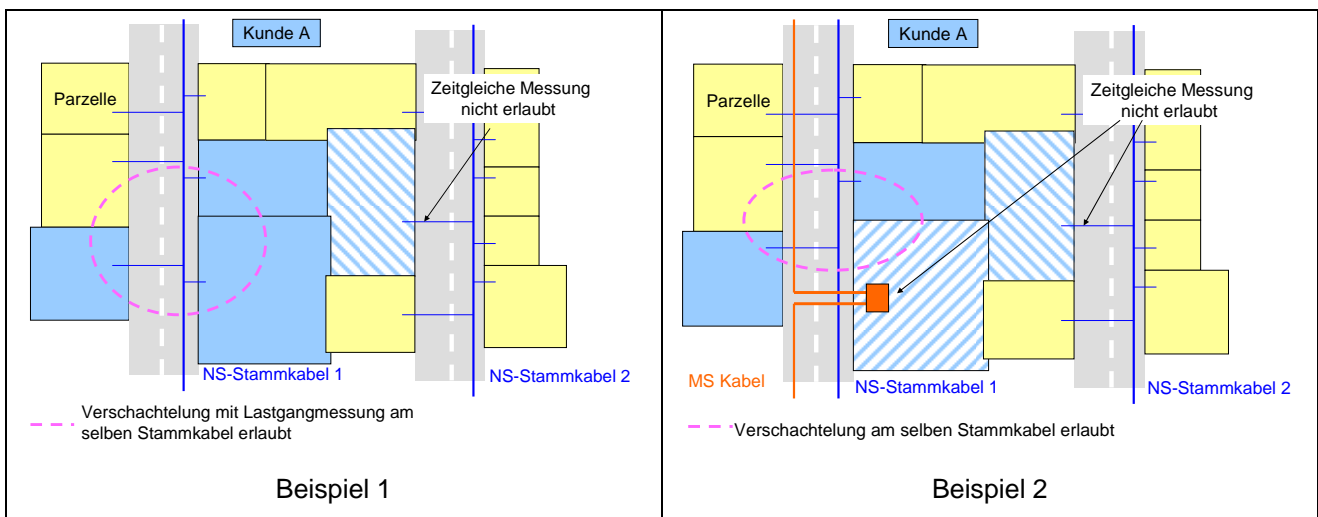 Kunde A
Parzelle
Zeitgleiche Messung
nicht erlaubt
NS-Stammkabel 1
NS-Stammkabel 2
Verschachtelung mit Lastgangmessung am
selben Stammkabel erlaubt
Beispiel 1
Kunde A
Parzelle
Zeitgleiche Messung
nicht erlaubt
MS Kabel
NS-Stammkabel 1
NS-Stammkabel 2
Verschachtelung am selben Stammkabel erlaubt
Beispiel 2